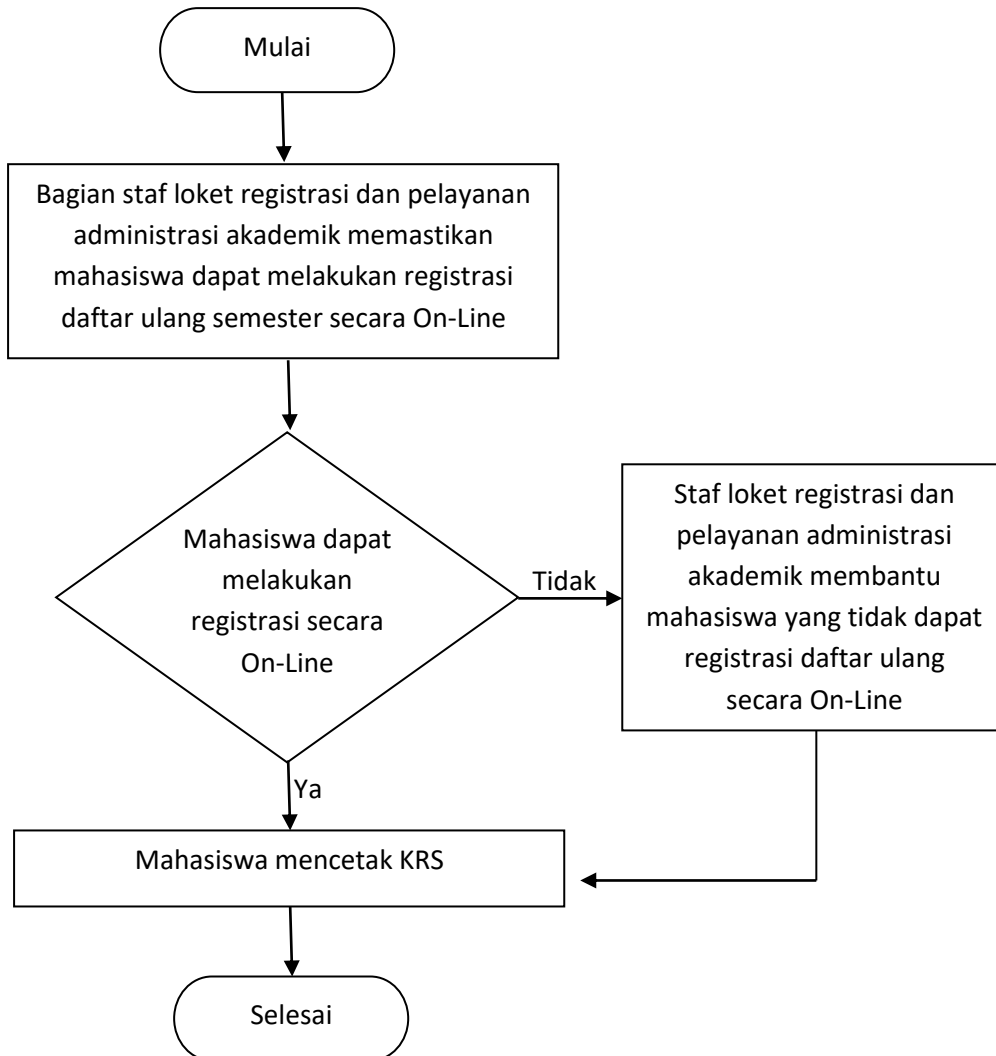 Mulai
Bagian staf loket registrasi dan pelayanan
administrasi akademik memastikan
mahasiswa dapat melakukan registrasi
daftar ulang semester secara On-Line
Mahasiswa dapat
melakukan
registrasi secara
On-Line
Tidak
Staf loket registrasi dan
pelayanan administrasi
akademik membantu
mahasiswa yang tidak dapat
registrasi daftar ulang
secara On-Line
Ya
Mahasiswa mencetak KRS
Selesai